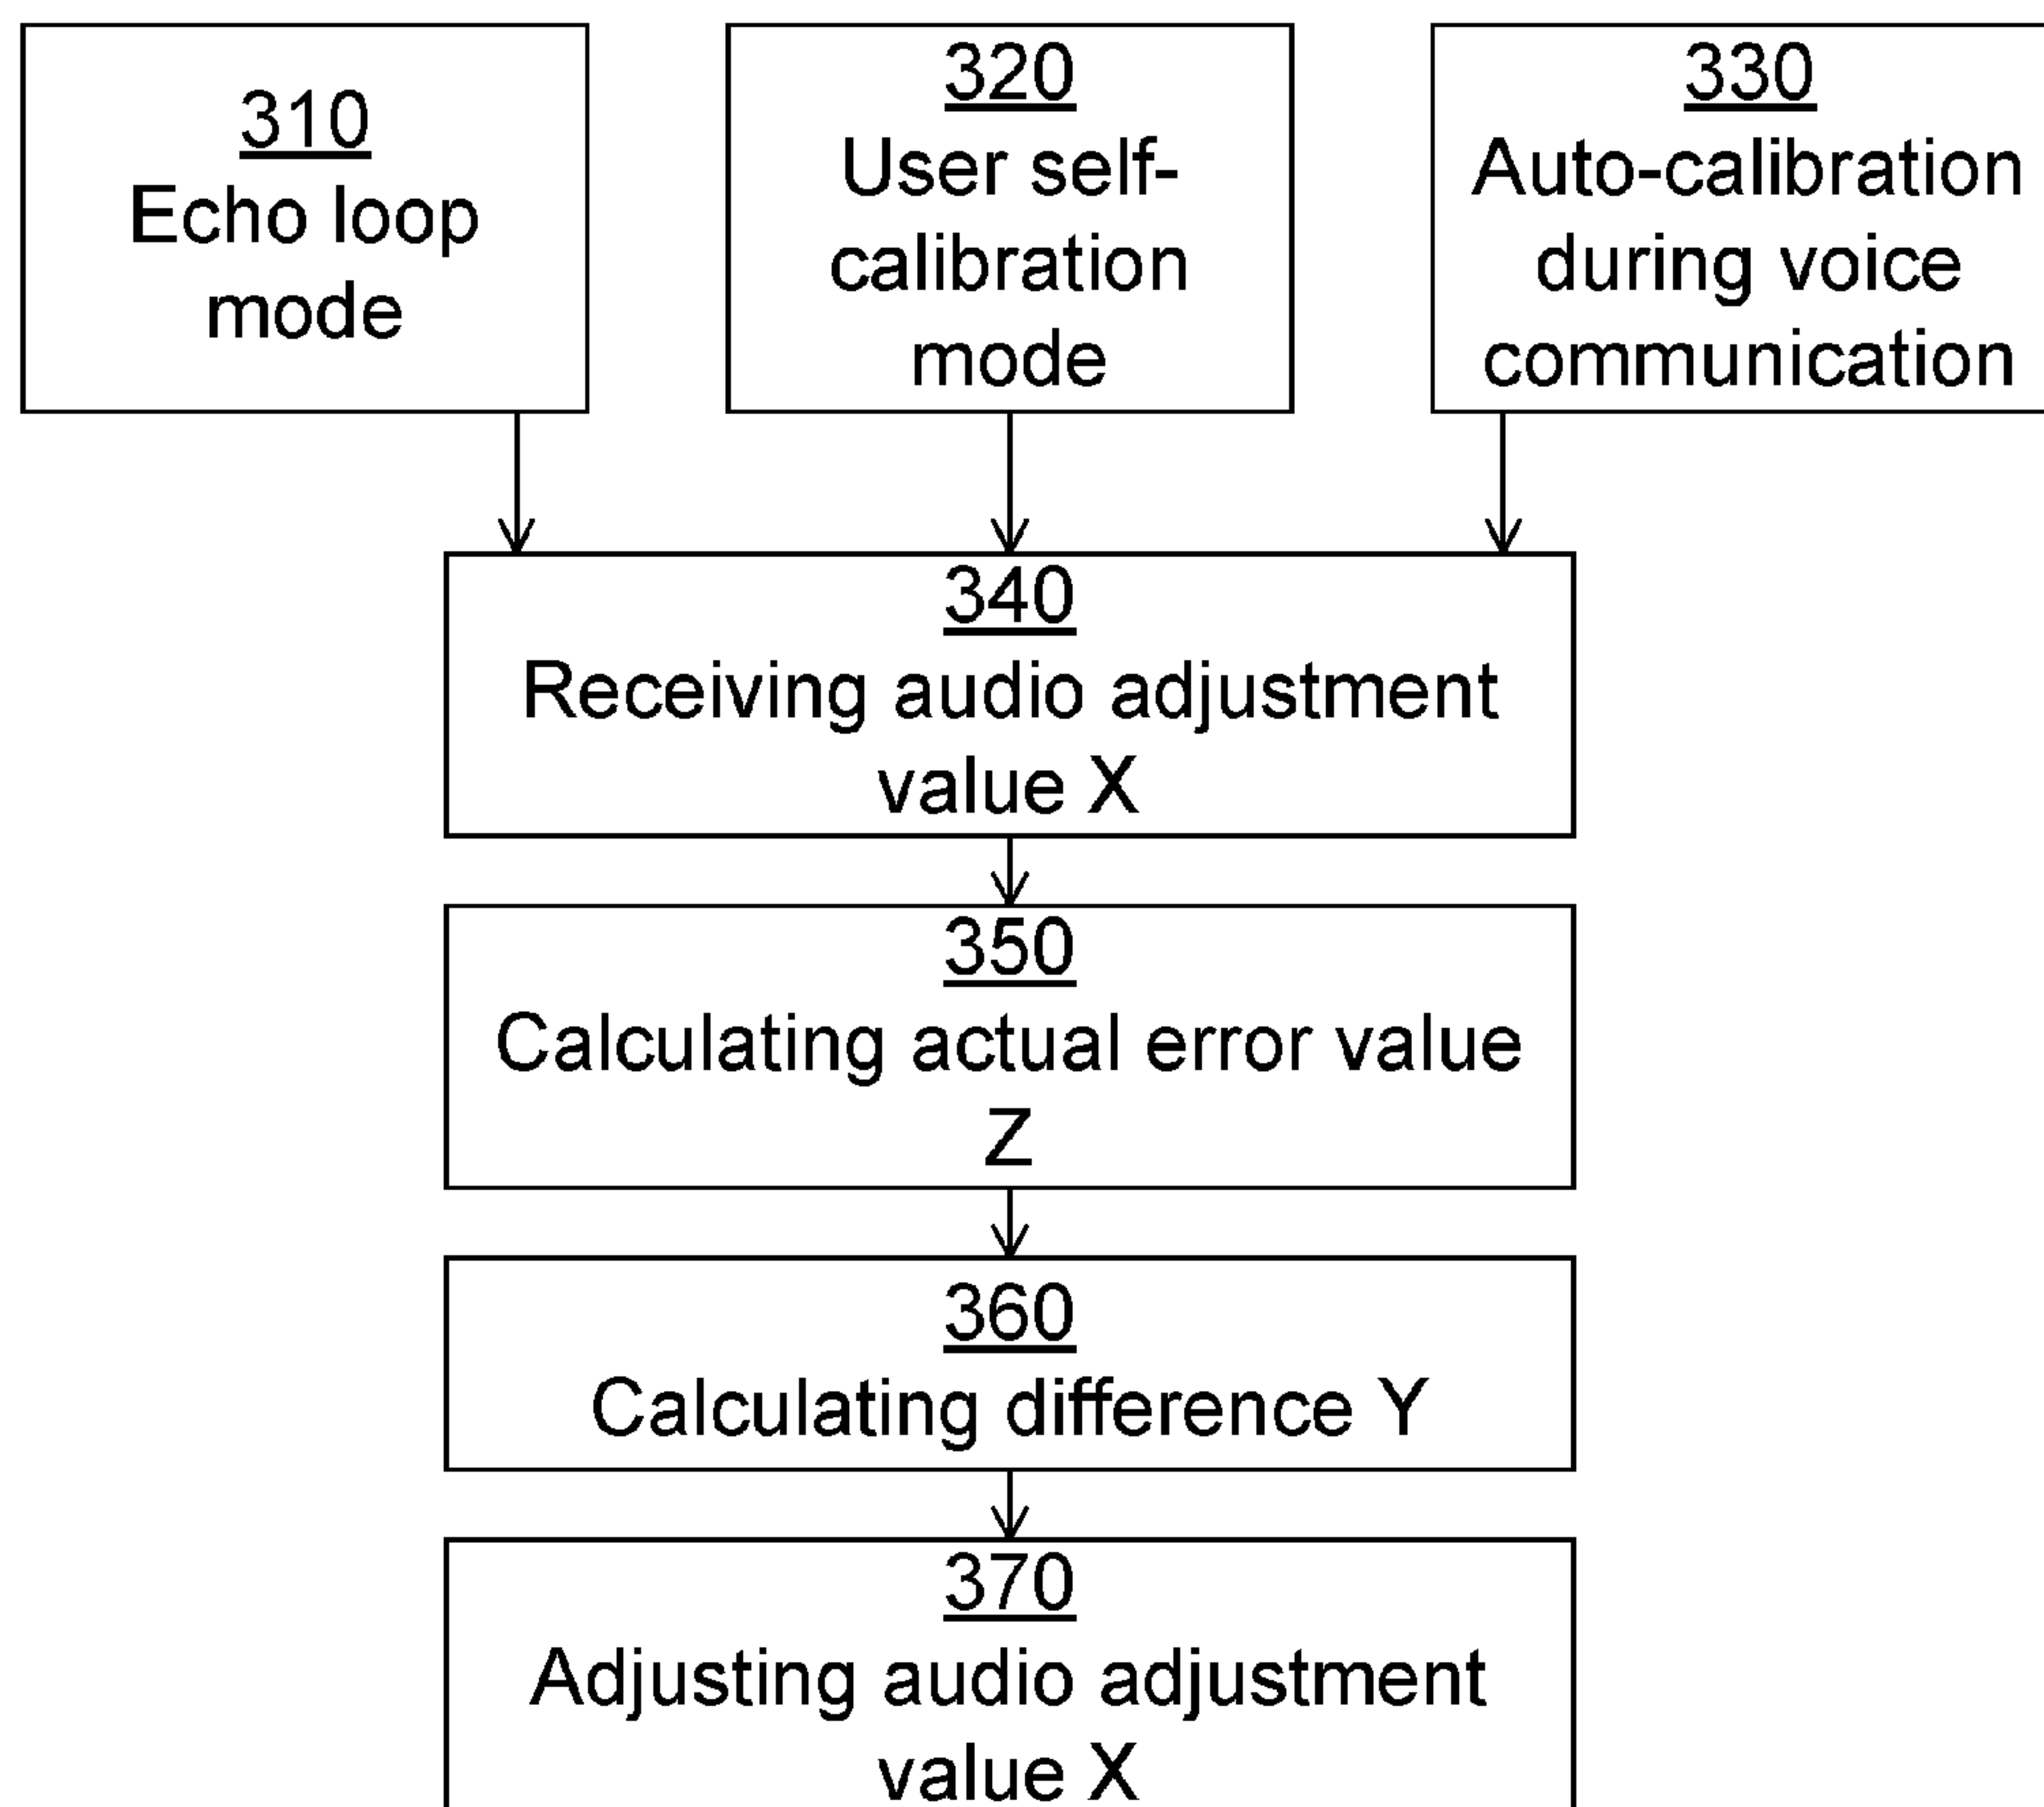 310
Echo loop
mode
320
User self-
calibration
mode
330
Auto-calibration
during voice
communication
340
Receiving audio adjustment
value X
350
Calculating actual error value
Z
360
Calculating difference Y
370
Adjusting audio adjustment
value X